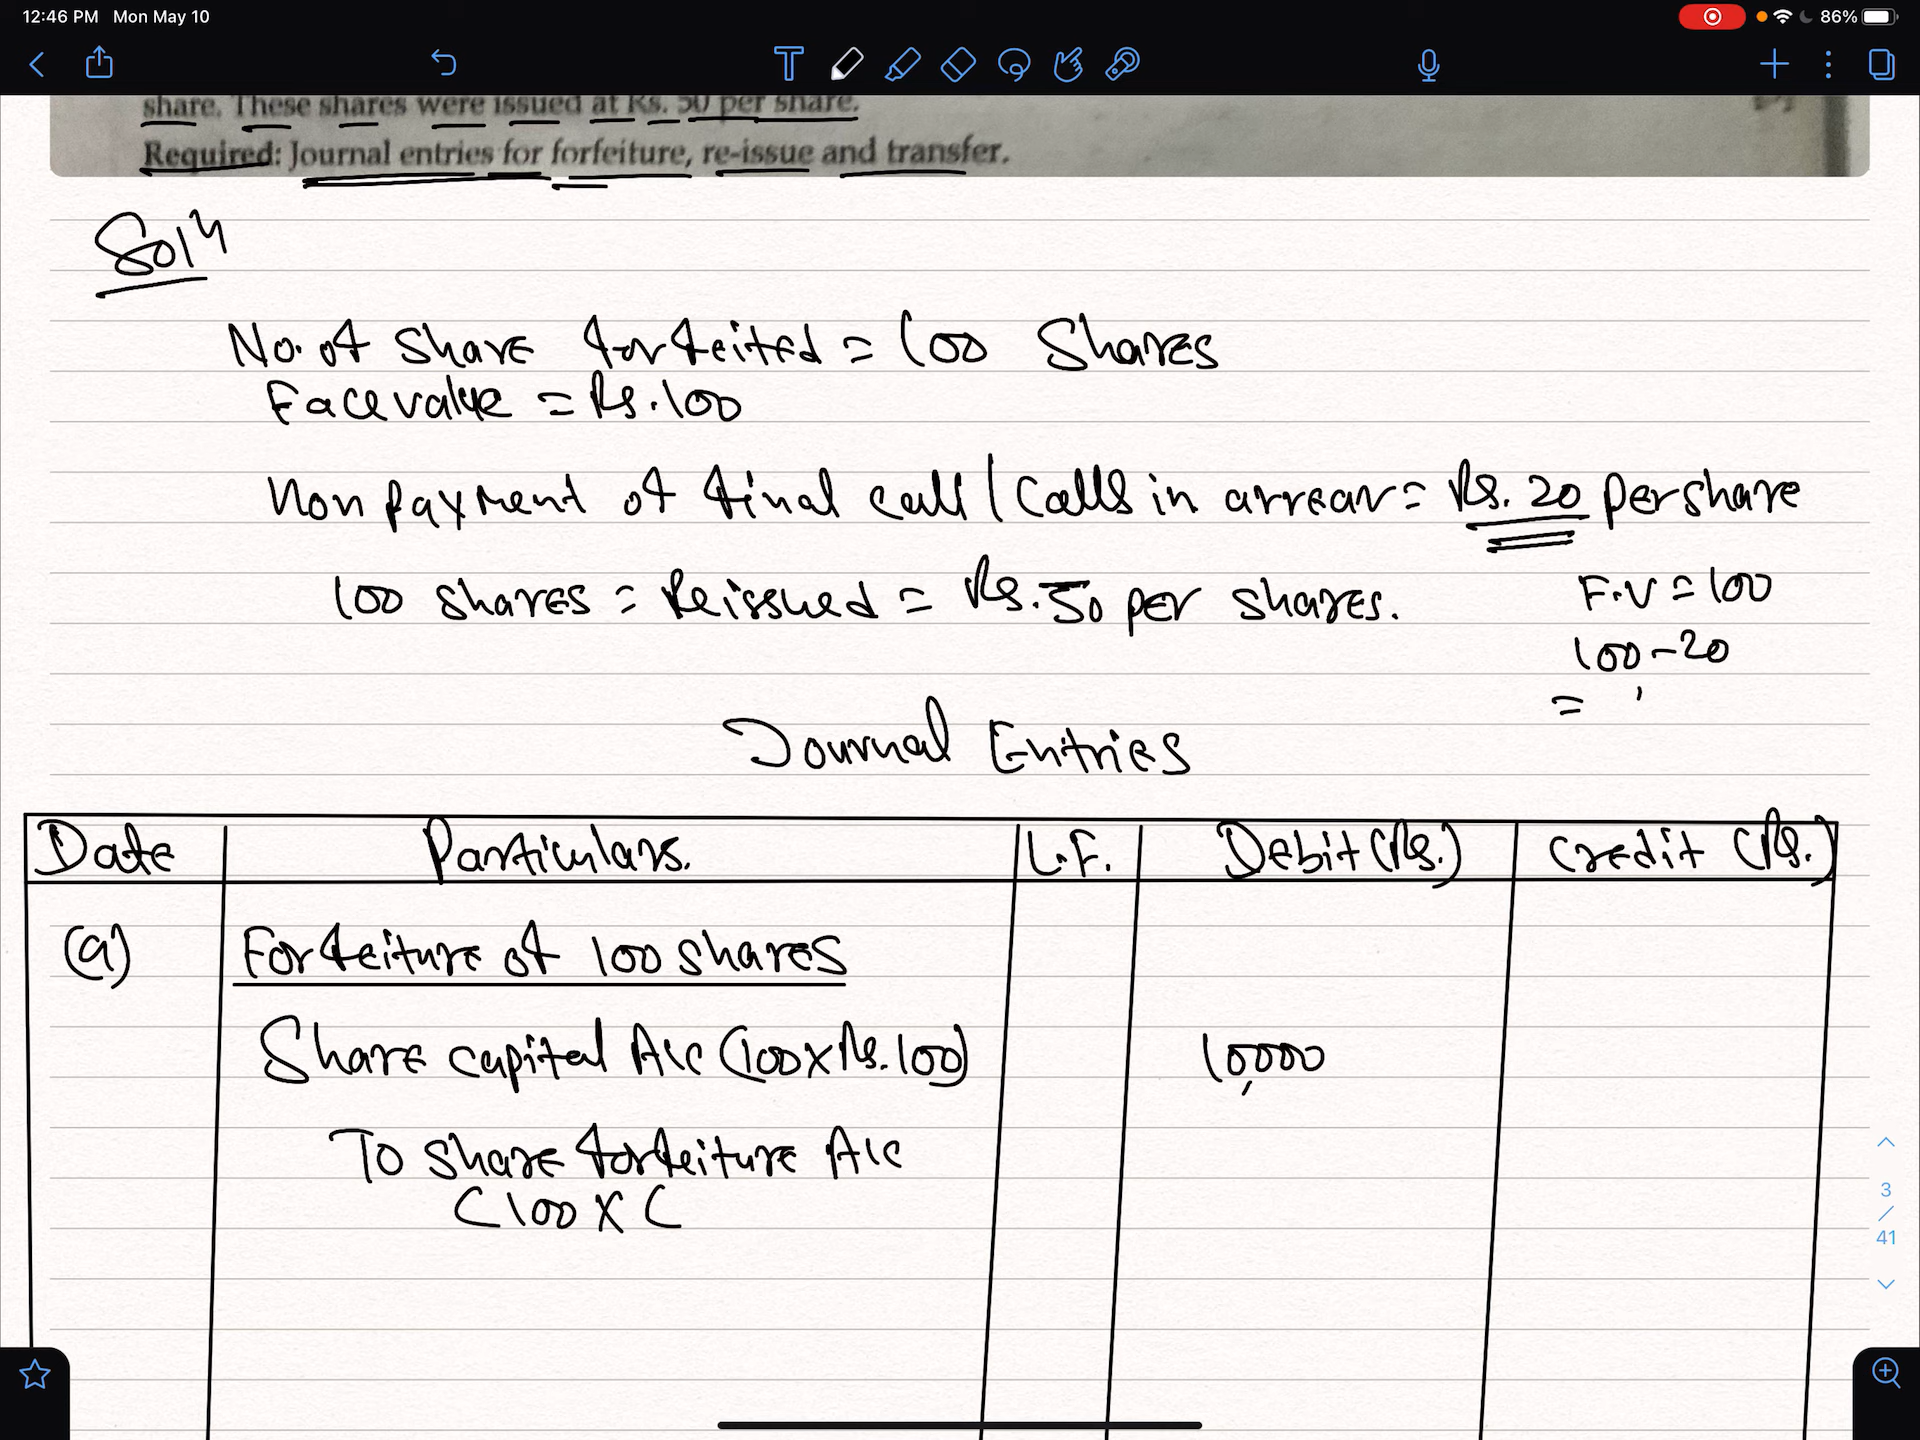 12:46 PM Mon May 10
86%
share. These shares were issued at Rs. 50 per share.
Required: Journal entries for forfeiture, re-issue and transfer.
Soln
No. of share forfeited = 100 Shares
Face value = Rs. 100
Non payment of final call / Calls in arrear = Rs. 20 per share
100 shares = Reissued = Rs. 50 per shares.
F.V = 100
100-20
=
Journal Entries
Date Particulars. L.F. Debit (Rs.) Credit (Rs.)
(a) Forfeiture of 100 shares
Share capital A/c (100 x Rs. 100) 10,000
To share forfeiture A/c
(100 x (
3
/
41